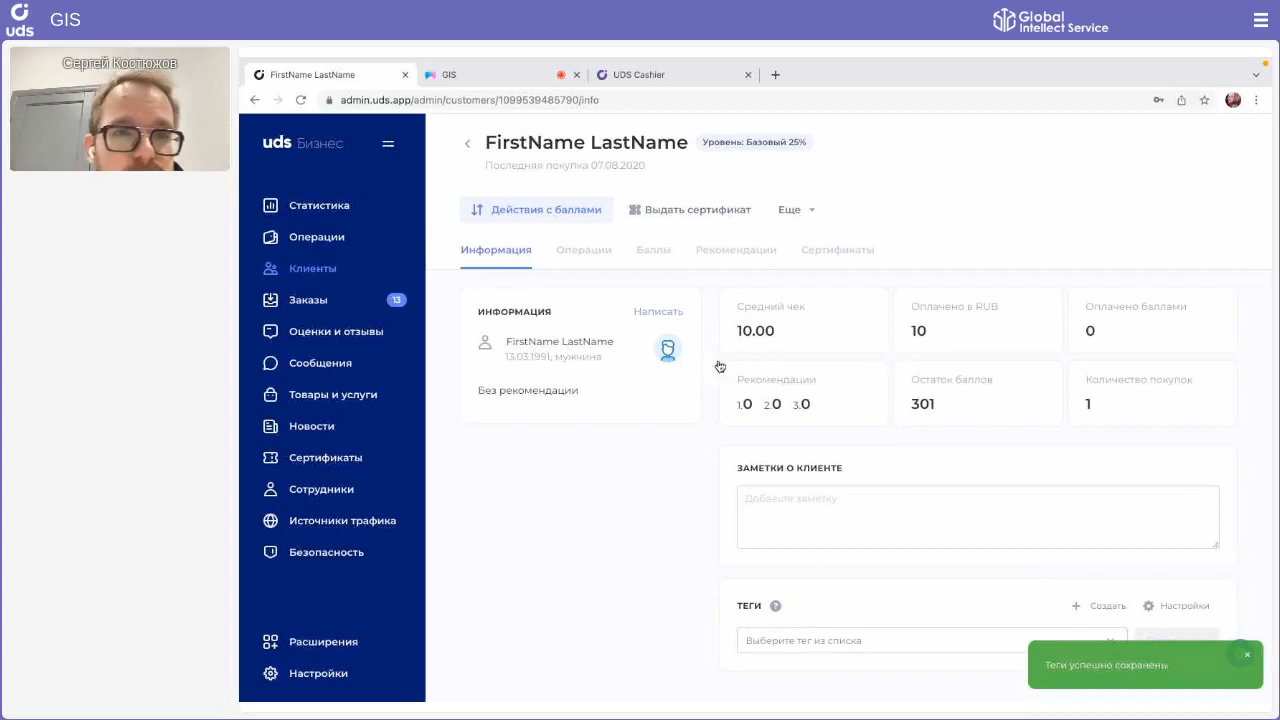 uds
GIS
Global
Intellect Service
Сергей Костюжов
FirstName LastName
GIS
UDS Cashier
admin.uds.app/admin/customers/1099539485790/info
uds Бизнес
Статистика
Операции
Клиенты
Заказы 13
Оценки и отзывы
Сообщения
Товары и услуги
Новости
Сертификаты
Сотрудники
Источники трафика
Безопасность
Расширения
Настройки
FirstName LastName Уровень: Базовый 25%
Последняя покупка 07.08.2020
Действия с баллами Выдать сертификат Еще
Информация Операции Баллы Рекомендации Сертификаты
ИНФОРМАЦИЯ Написать
FirstName LastName
13.03.1991, мужчина
Без рекомендации
Средний чек
10.00
Оплачено в RUB
10
Оплачено баллами
0
Рекомендации
1.0 2.0 3.0
Остаток баллов
301
Количество покупок
1
ЗАМЕТКИ О КЛИЕНТЕ
Добавьте заметку
ТЕГИ ? + Создать Настройки
Выберите тег из списка
Теги успешно сохранены